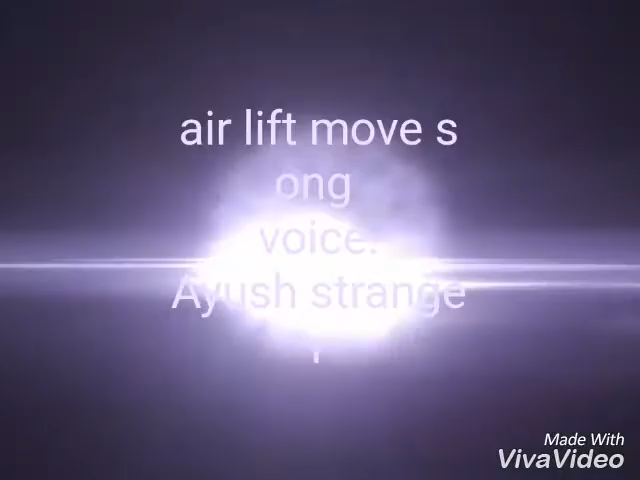 air lift move s
ong
voice.
Ayush strange
r
Made With
VivaVideo